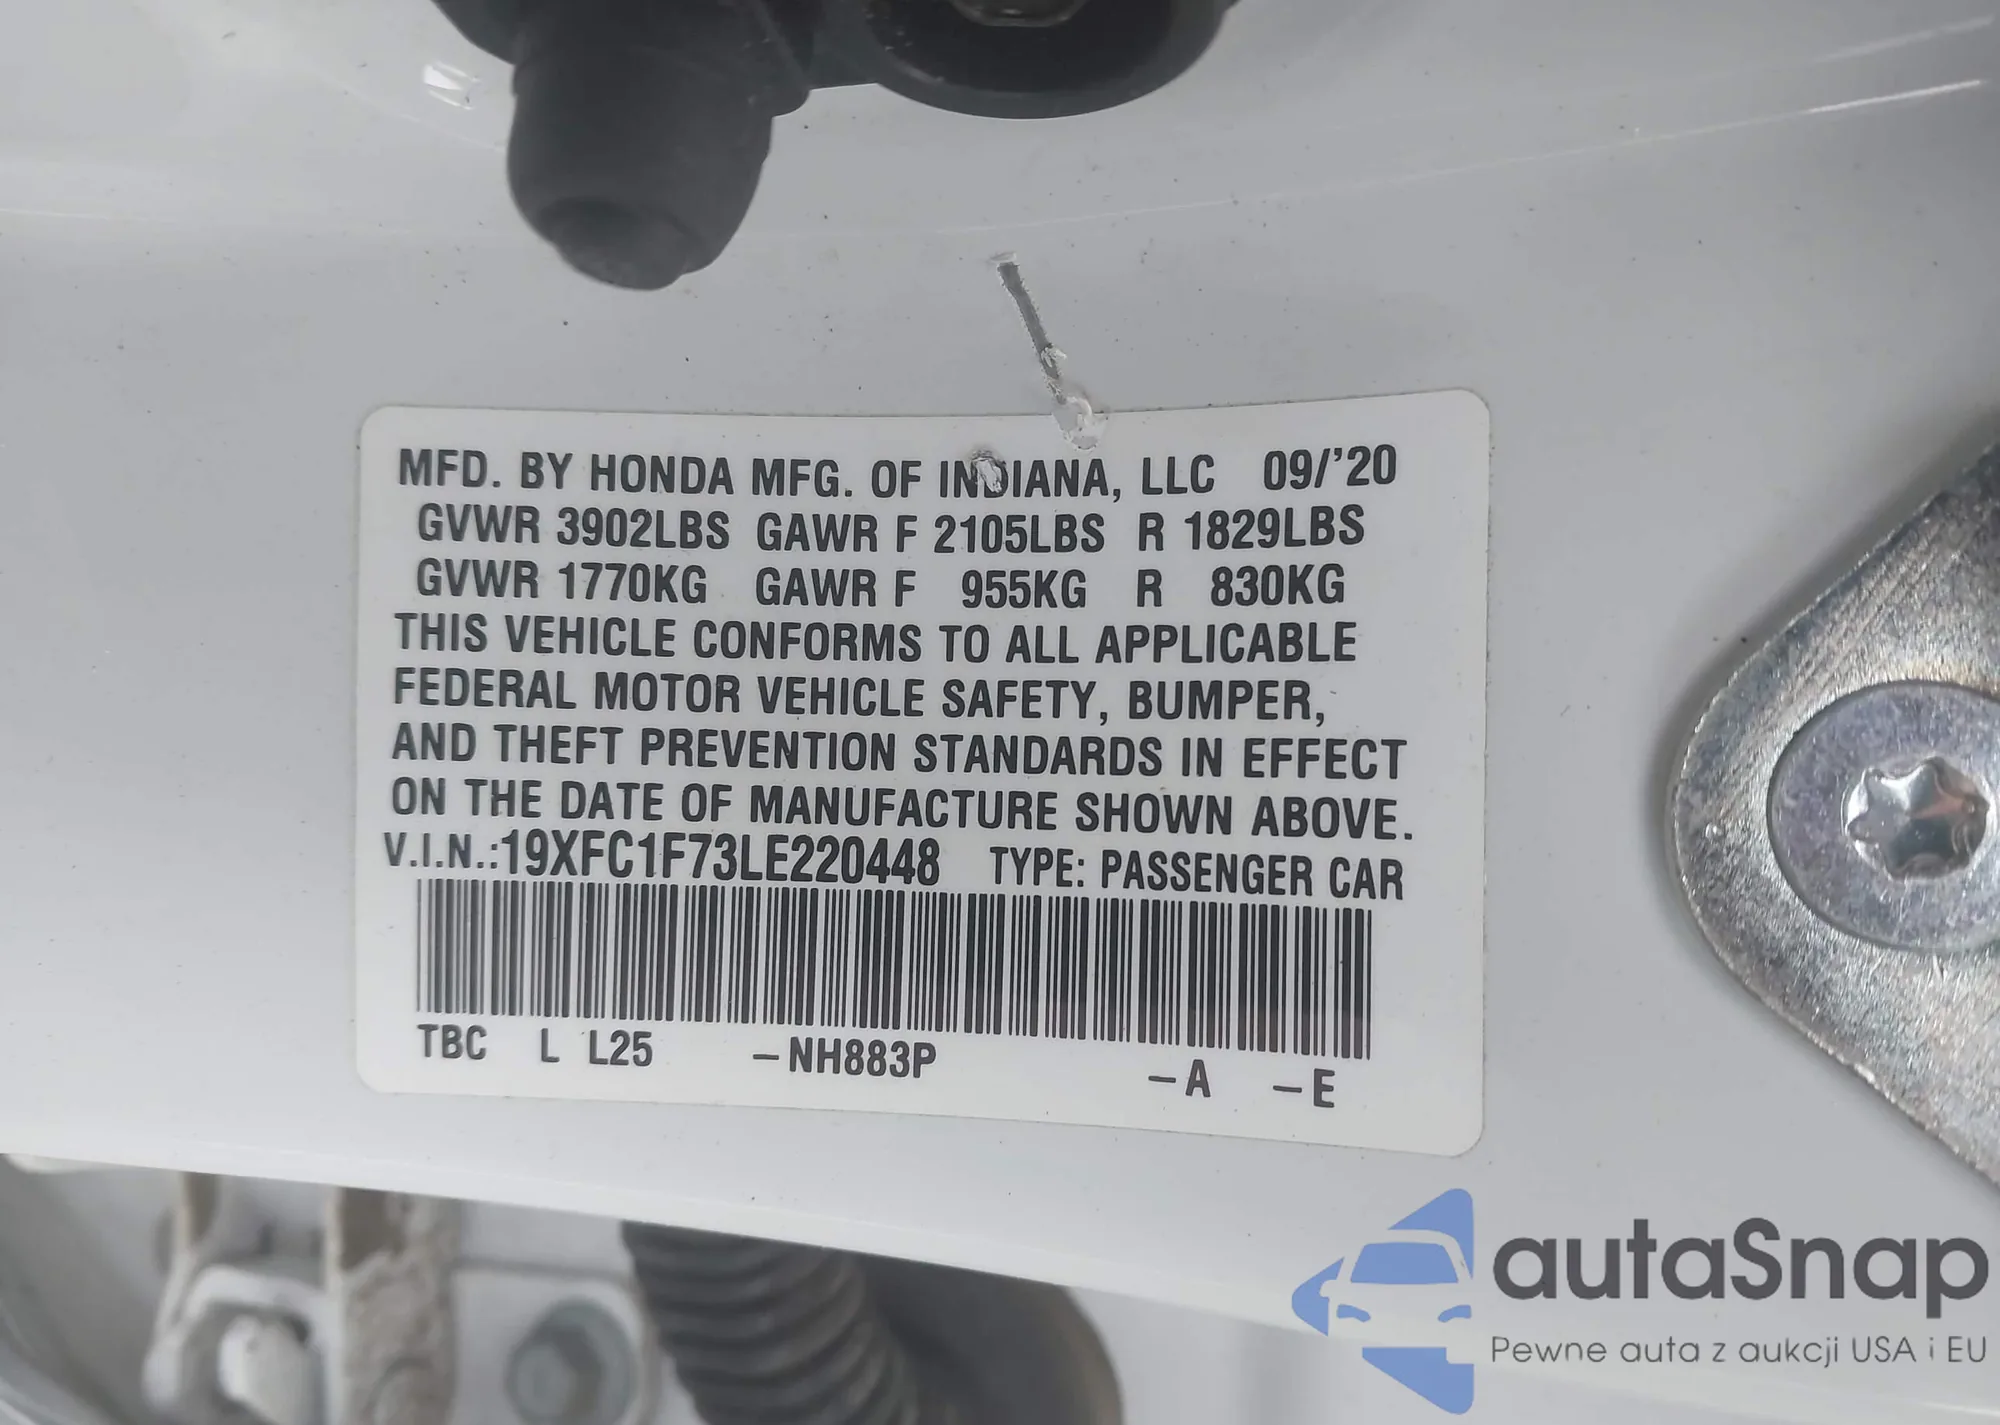 MFD. BY HONDA MFG. OF INDIANA, LLC 09/'20
GVWR 3902LBS GAWR F 2105LBS R 1829LBS
GVWR 1770KG GAWR F 955KG R 830KG
THIS VEHICLE CONFORMS TO ALL APPLICABLE
FEDERAL MOTOR VEHICLE SAFETY, BUMPER,
AND THEFT PREVENTION STANDARDS IN EFFECT
ON THE DATE OF MANUFACTURE SHOWN ABOVE.
V.I.N.:19XFC1F73LE220448 TYPE: PASSENGER CAR
TBC L L25 –NH883P –A –E
autaSnap
Pewne auta z aukcji USA i EU